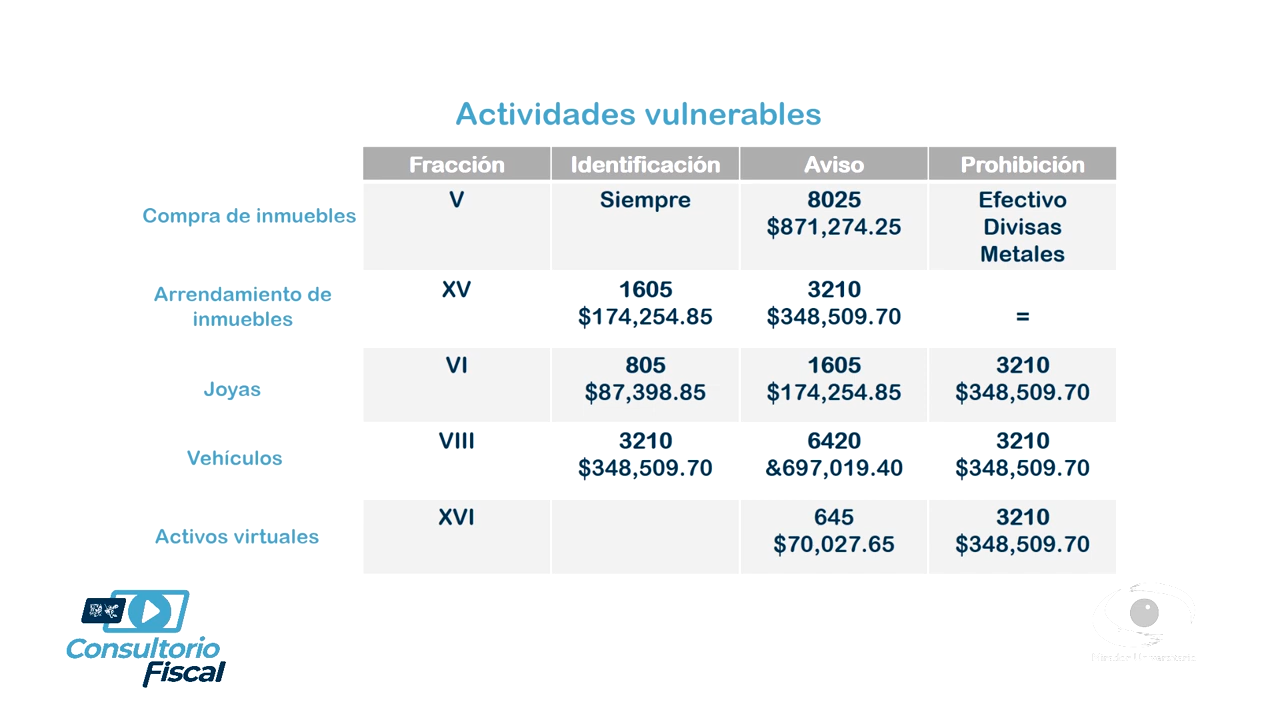 Actividades vulnerables
Fracción Identificación Aviso Prohibición
Compra de inmuebles V Siempre 8025 $871,274.25 Efectivo Divisas Metales
Arrendamiento de inmuebles XV 1605 $174,254.85 3210 $348,509.70 =
Joyas VI 805 $87,398.85 1605 $174,254.85 3210 $348,509.70
Vehículos VIII 3210 $348,509.70 6420 &697,019.40 3210 $348,509.70
Activos virtuales XVI 645 $70,027.65 3210 $348,509.70
Consultorio
Fiscal
Mirador Universitario